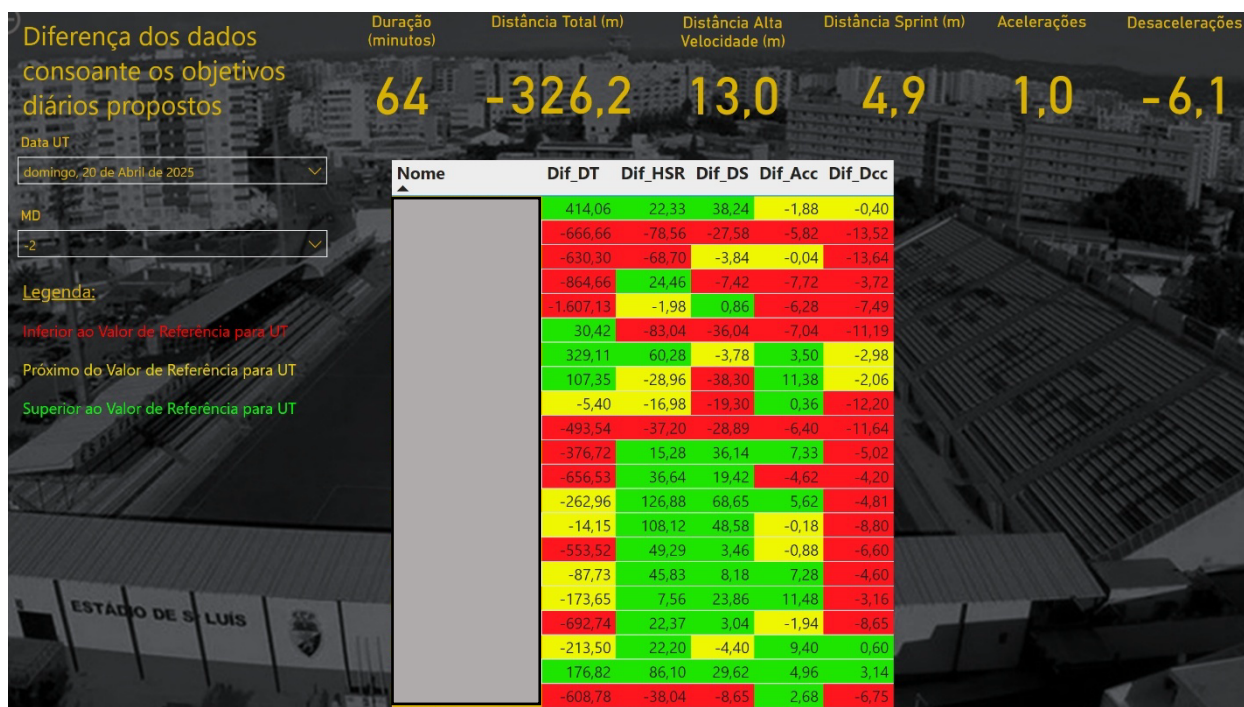 Diferença dos dados
consoante os objetivos
diários propostos
Duração
(minutos)
64
Distância Total (m)
-326,2
Distância Alta
Velocidade (m)
13,0
Distância Sprint (m)
4,9
Acelerações
1,0
Desacelerações
-6,1
Data UT
domingo, 20 de Abril de 2025
MD
-2
Legenda:
Inferior ao Valor de Referência para UT
Próximo do Valor de Referência para UT
Superior ao Valor de Referência para UT
Nome Dif_DT Dif_HSR Dif_DS Dif_Acc Dif_Dcc
414,06 22,33 38,24 -1,88 -0,40
-666,66 -78,56 -27,58 -5,82 -13,52
-630,30 -68,70 -3,84 -0,04 -13,64
-864,66 24,46 -7,42 -7,72 -3,72
-1.607,13 -1,98 0,86 -6,28 -7,49
30,42 -83,04 -36,04 -7,04 -11,19
329,11 60,28 -3,78 3,50 -2,98
107,35 -28,96 -38,30 11,38 -2,06
-5,40 -16,98 -19,30 0,36 -12,20
-493,54 -37,20 -28,89 -6,40 -11,64
-376,72 15,28 36,14 7,33 -5,02
-656,53 36,64 19,42 -4,62 -4,20
-262,96 126,88 68,65 5,62 -4,81
-14,15 108,12 48,58 -0,18 -8,80
-553,52 49,29 3,46 -0,88 -6,60
-87,73 45,83 8,18 7,28 -4,60
-173,65 7,56 23,86 11,48 -3,16
-692,74 22,37 3,04 -1,94 -8,65
-213,50 22,20 -4,40 9,40 0,60
176,82 86,10 29,62 4,96 3,14
-608,78 -38,04 -8,65 2,68 -6,75
ESTÁDIO DE S. LUÍS